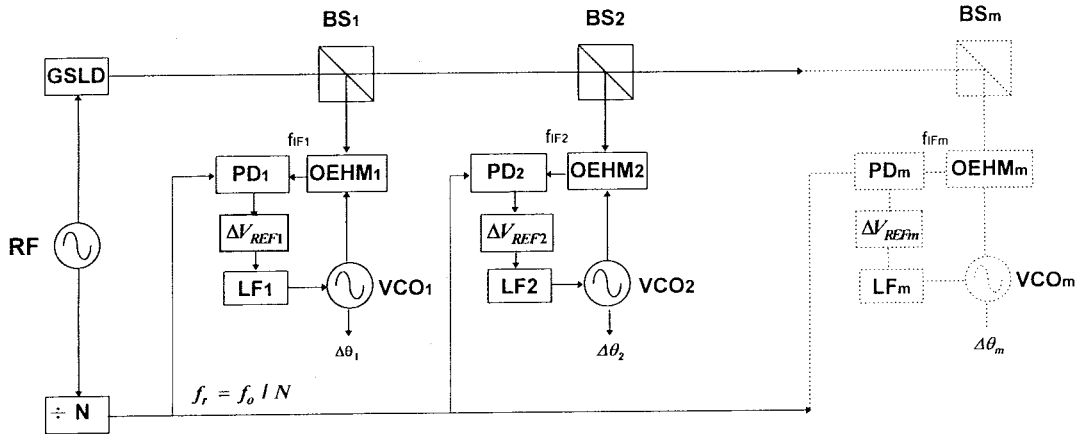 BS1
BS2
BSm
GSLD
fIF1
fIF2
fIFm
PD1
OEHM1
PD2
OEHM2
PDm
OEHMm
RF
ΔVREF1
ΔVREF2
ΔVREFm
LF1
VCO1
LF2
VCO2
LFm
VCOm
Δθ1
Δθ2
Δθm
÷ N
fr = fo / N